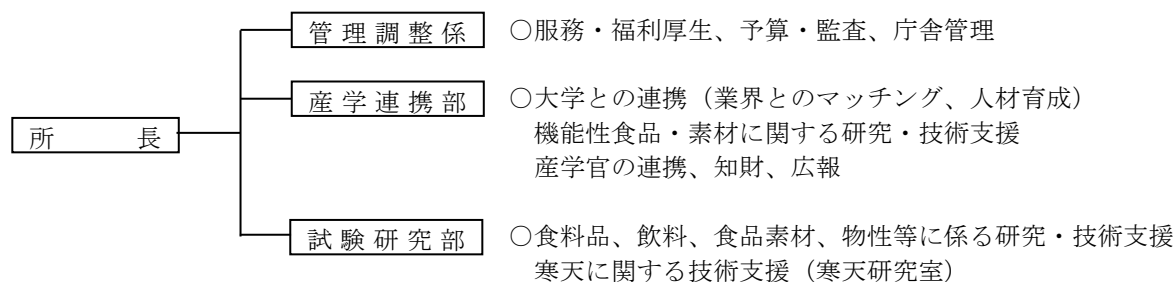 管理調整係 ○服務・福利厚生、予算・監査、庁舎管理
産学連携部 ○大学との連携（業界とのマッチング、人材育成）
機能性食品・素材に関する研究・技術支援
所長
産学官の連携、知財、広報
試験研究部 ○食料品、飲料、食品素材、物性等に係る研究・技術支援
寒天に関する技術支援（寒天研究室）